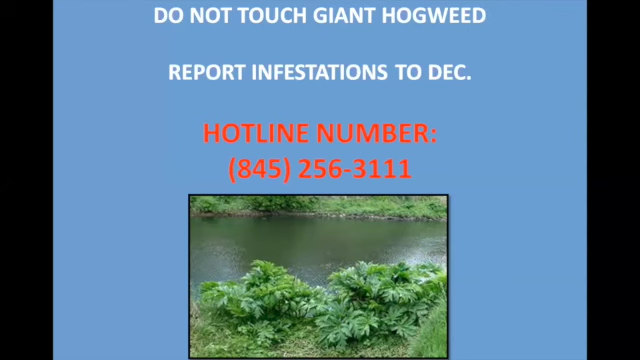 DO NOT TOUCH GIANT HOGWEED
REPORT INFESTATIONS TO DEC.
HOTLINE NUMBER:
(845) 256-3111